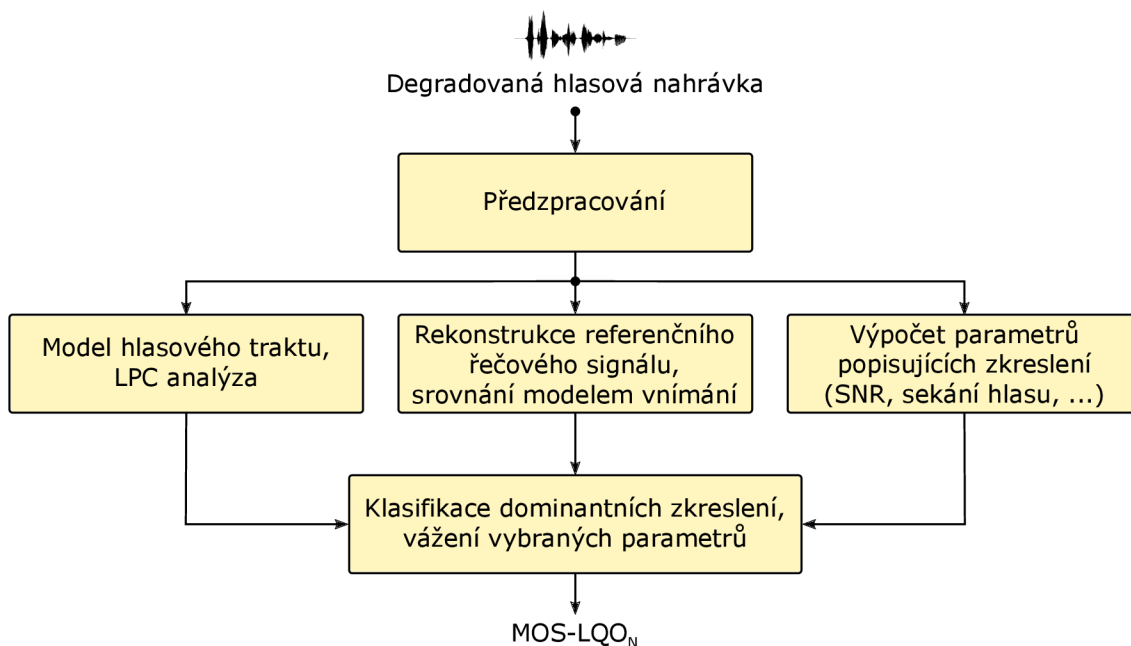 Degradovaná hlasová nahrávka
Předzpracování
Model hlasového traktu,
LPC analýza
Rekonstrukce referenčního
řečového signálu,
srovnání modelem vnímání
Výpočet parametrů
popisujících zkreslení
(SNR, sekání hlasu, ...)
Klasifikace dominantních zkreslení,
vážení vybraných parametrů
MOS-LQO_N